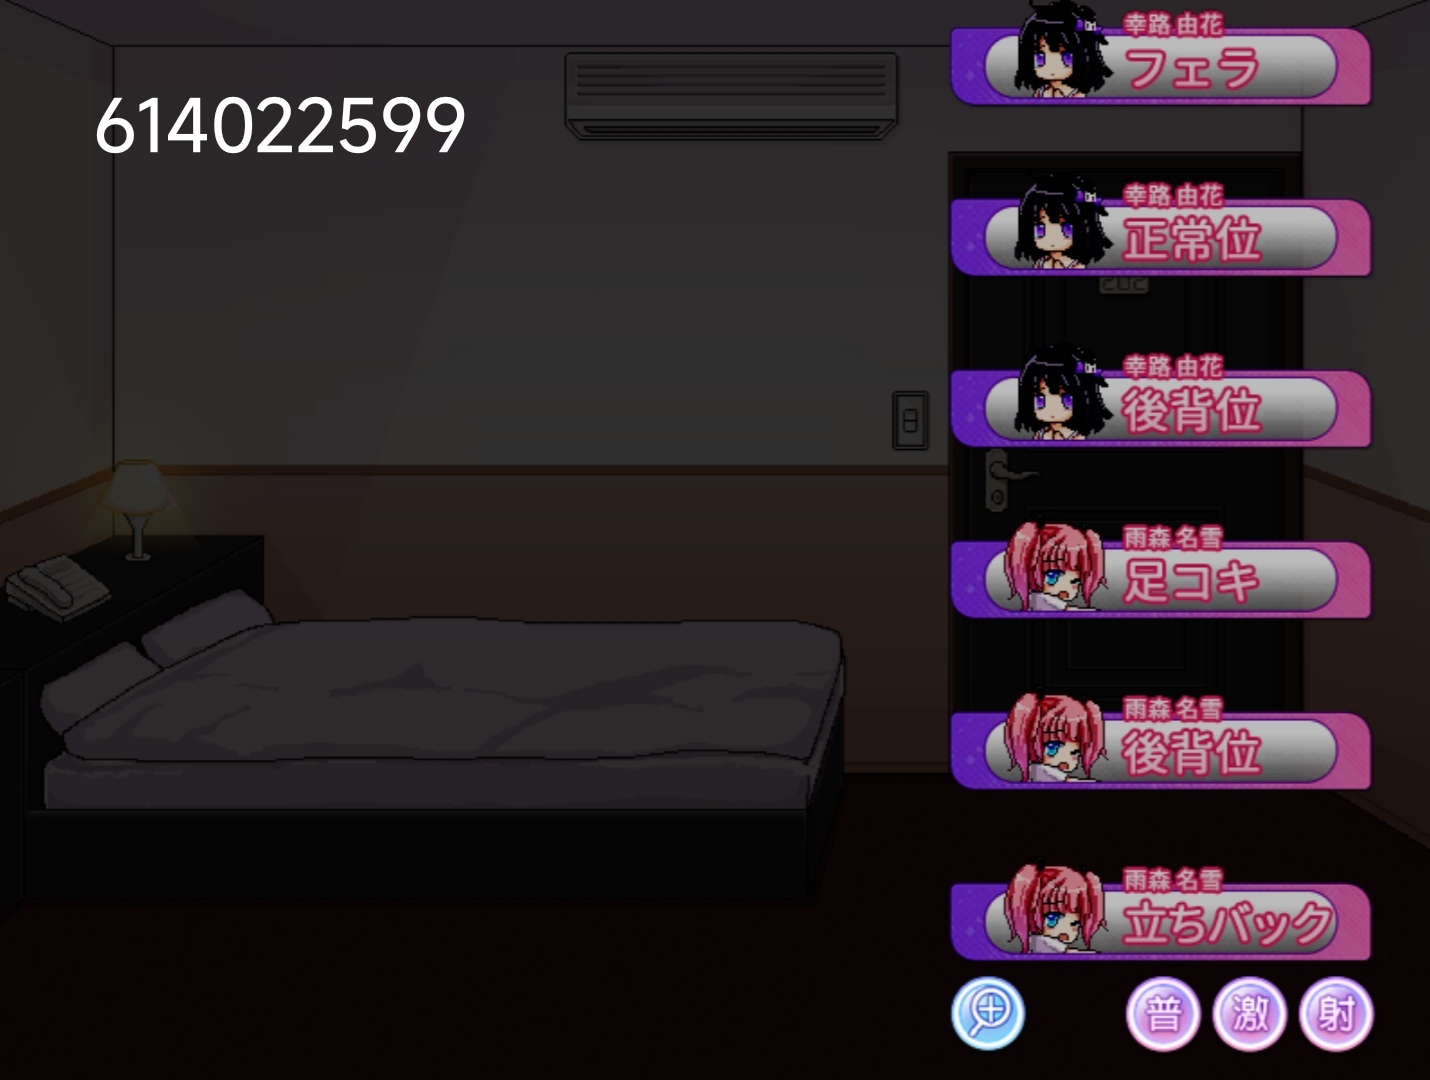 614022599
幸路 由花
フェラ
幸路 由花
正常位
202
幸路 由花
後背位
雨森 名雪
足コキ
雨森 名雪
後背位
雨森 名雪
立ちバック
普 激 射